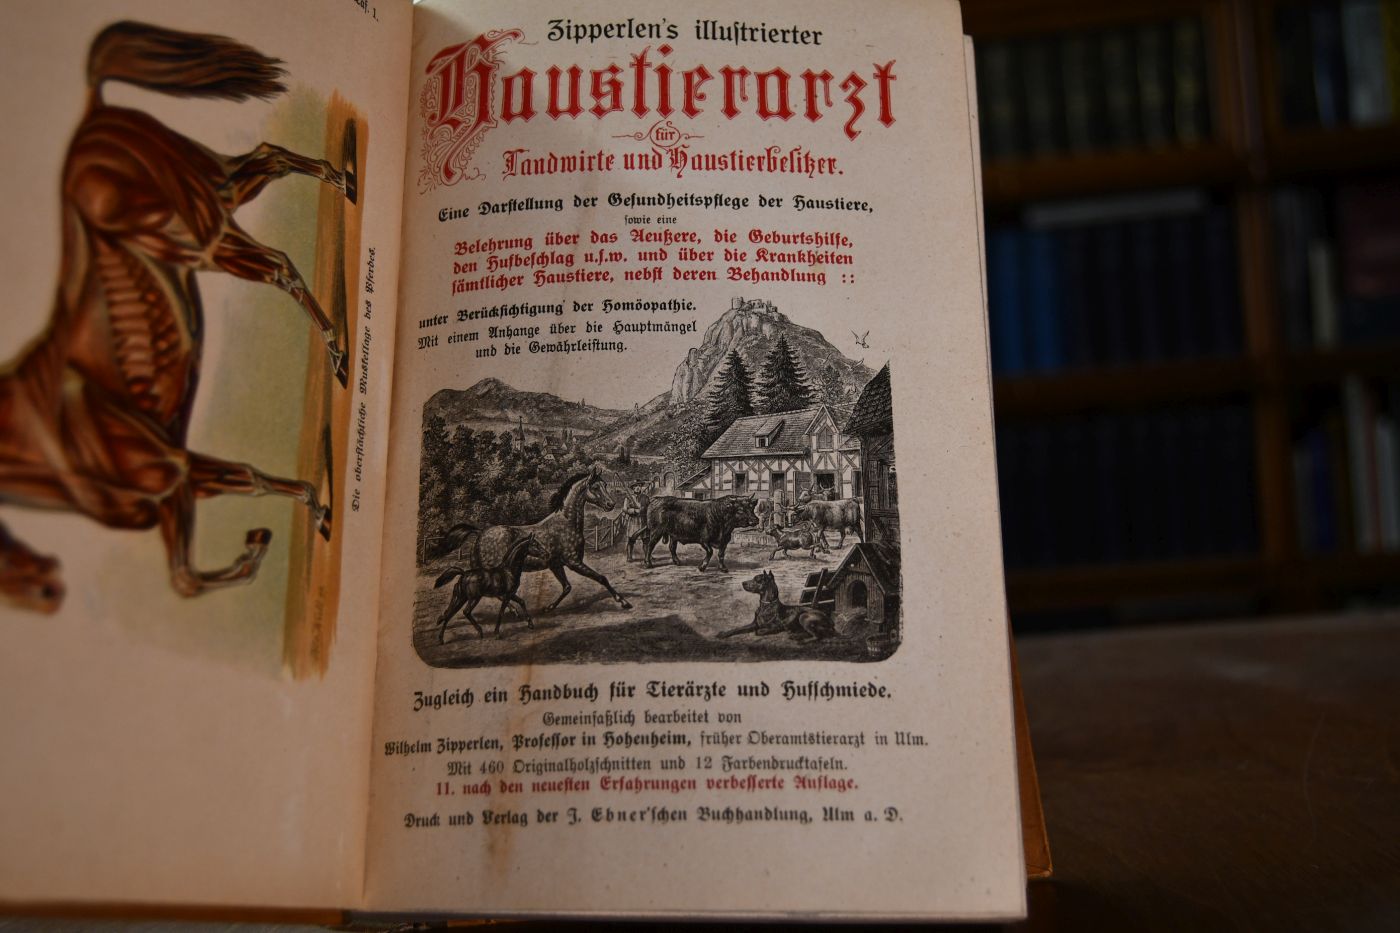 Taf. 1.
Die oberflächliche Muskellage des Pferdes.
Zipperlen's illustrierter
Haustierarzt
für
Landwirte und Haustierbesitzer.
Eine Darstellung der Gesundheitspflege der Haustiere,
sowie eine
Belehrung über das Aeußere, die Geburtshilfe,
den Hufbeschlag u.s.w. und über die Krankheiten
sämtlicher Haustiere, nebst deren Behandlung ::
unter Berücksichtigung der Homöopathie.
Mit einem Anhange über die Hauptmängel
und die Gewährleistung.
Zugleich ein Handbuch für Tierärzte und Hufschmiede.
Gemeinfaßlich bearbeitet von
Wilhelm Zipperlen, Professor in Hohenheim, früher Oberamtstierarzt in Ulm.
Mit 460 Originalholzschnitten und 12 Farbendrucktafeln.
11. nach den neuesten Erfahrungen verbesserte Auflage.
Druck und Verlag der J. Ebner'schen Buchhandlung, Ulm a. D.